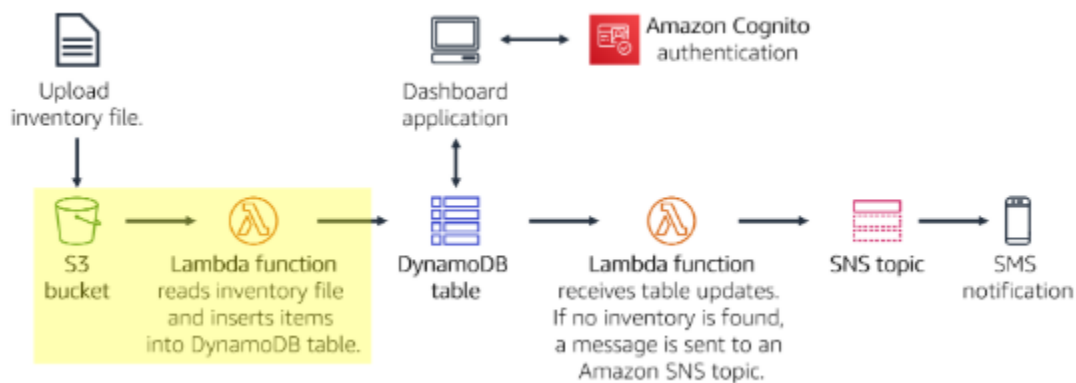 Upload
inventory file.
Dashboard
application
Amazon Cognito
authentication
S3
bucket
Lambda function
reads inventory file
and inserts items
into DynamoDB table.
DynamoDB
table
Lambda function
receives table updates.
If no inventory is found,
a message is sent to an
Amazon SNS topic.
SNS topic
SMS
notification